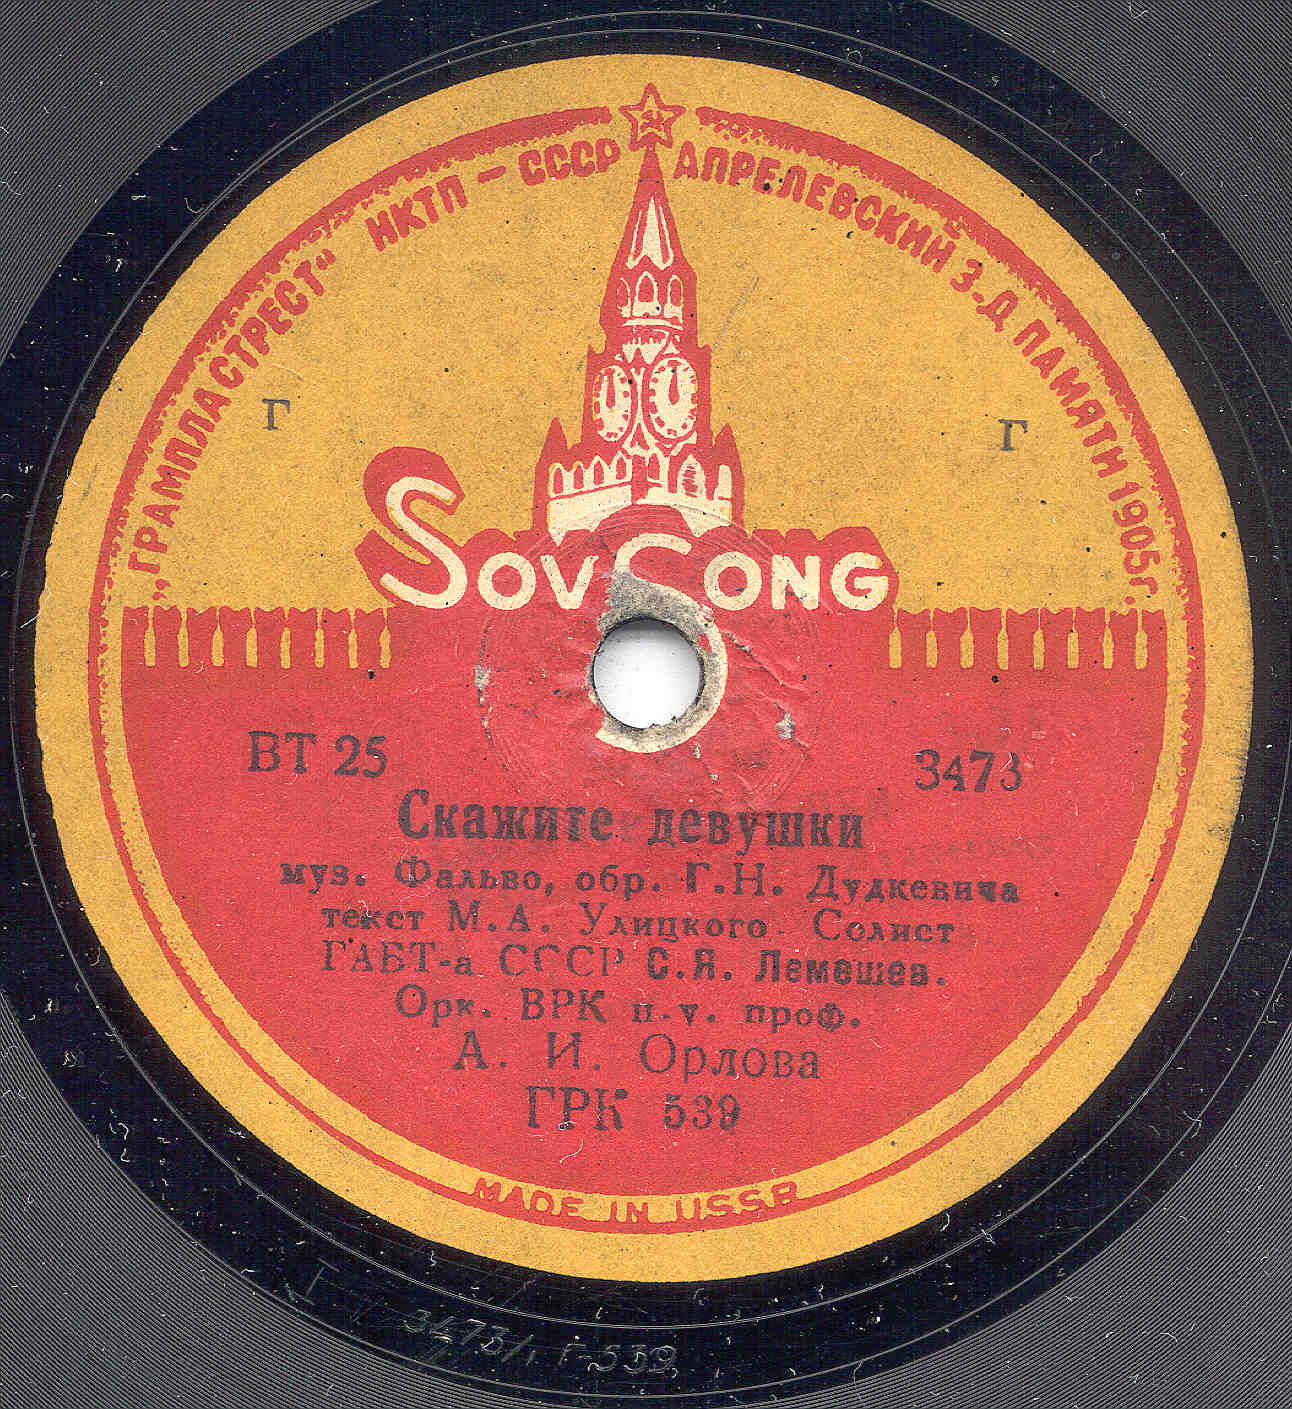 „ГРАМПЛАСТРЕСТ" НКТП – СССР АПРЕЛЕВСКИЙ З-Д ПАМЯТИ 1905 г.
Г Г
SOVSONG
ВТ 25 3473
Скажите девушки
муз. Фальво, обр. Г.Н. Дудкевича
текст М.А. Улицкого. Солист
ГАБТ-а СССР С.Я. Лемешев.
Орк. ВРК п.у. проф.
А. И. Орлова
ГРК 539
MADE IN U.S.S.R
3473/1 Г-539